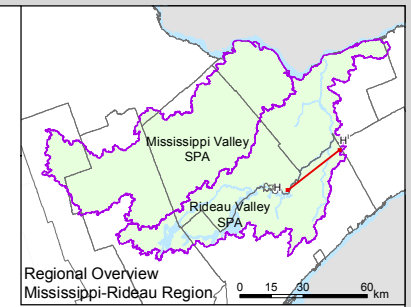 Mississippi Valley
SPA
H'
H
Rideau Valley
SPA
Regional Overview
Mississippi-Rideau Region
0 15 30 60
km